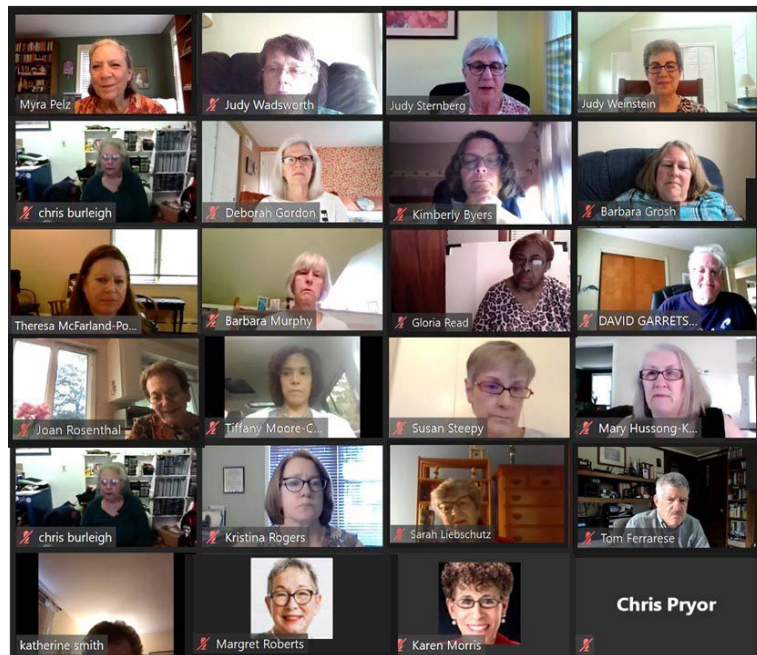 Myra Pelz
Judy Wadsworth
Judy Sternberg
Judy Weinstein
chris burleigh
Deborah Gordon
Kimberly Byers
Barbara Grosh
Theresa McFarland-Po...
Barbara Murphy
Gloria Read
DAVID GARRETS...
Joan Rosenthal
Tiffany Moore-C...
Susan Steepy
Mary Hussong-K...
chris burleigh
Kristina Rogers
Sarah Liebschutz
Tom Ferrarese
katherine smith
Margret Roberts
Karen Morris
Chris Pryor